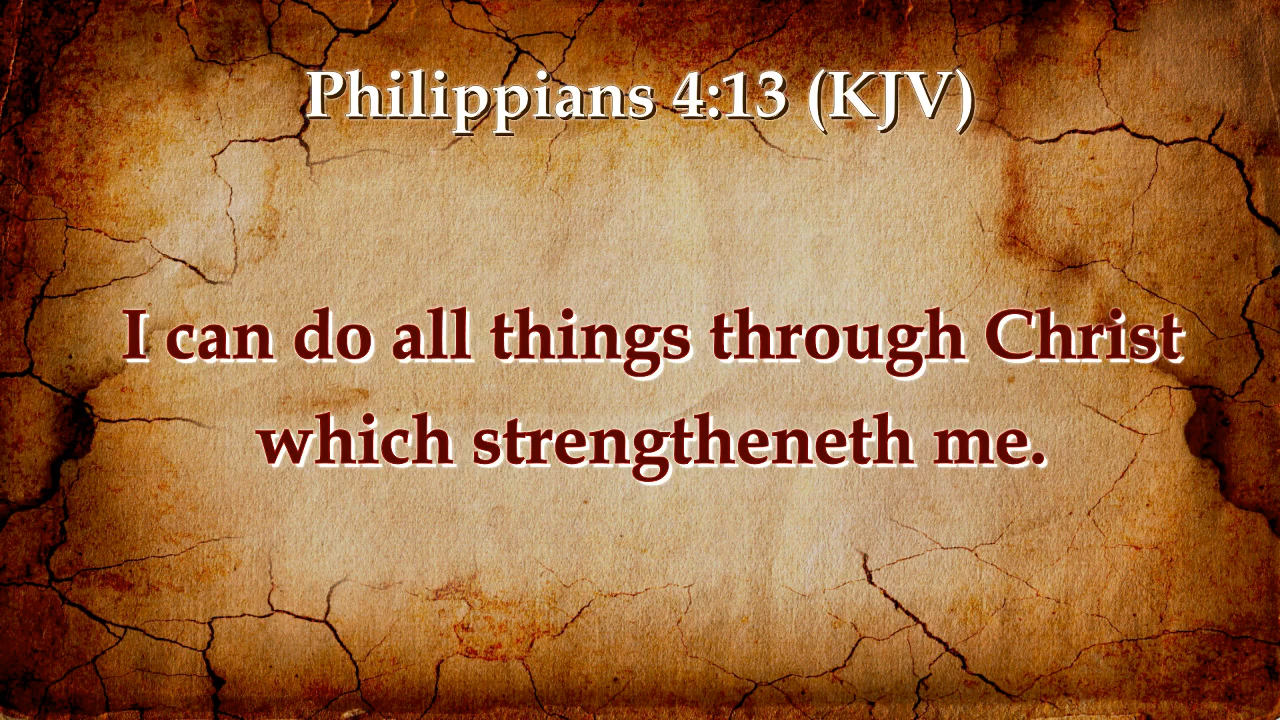 Philippians 4:13 (KJV)
I can do all things through Christ
which strengtheneth me.